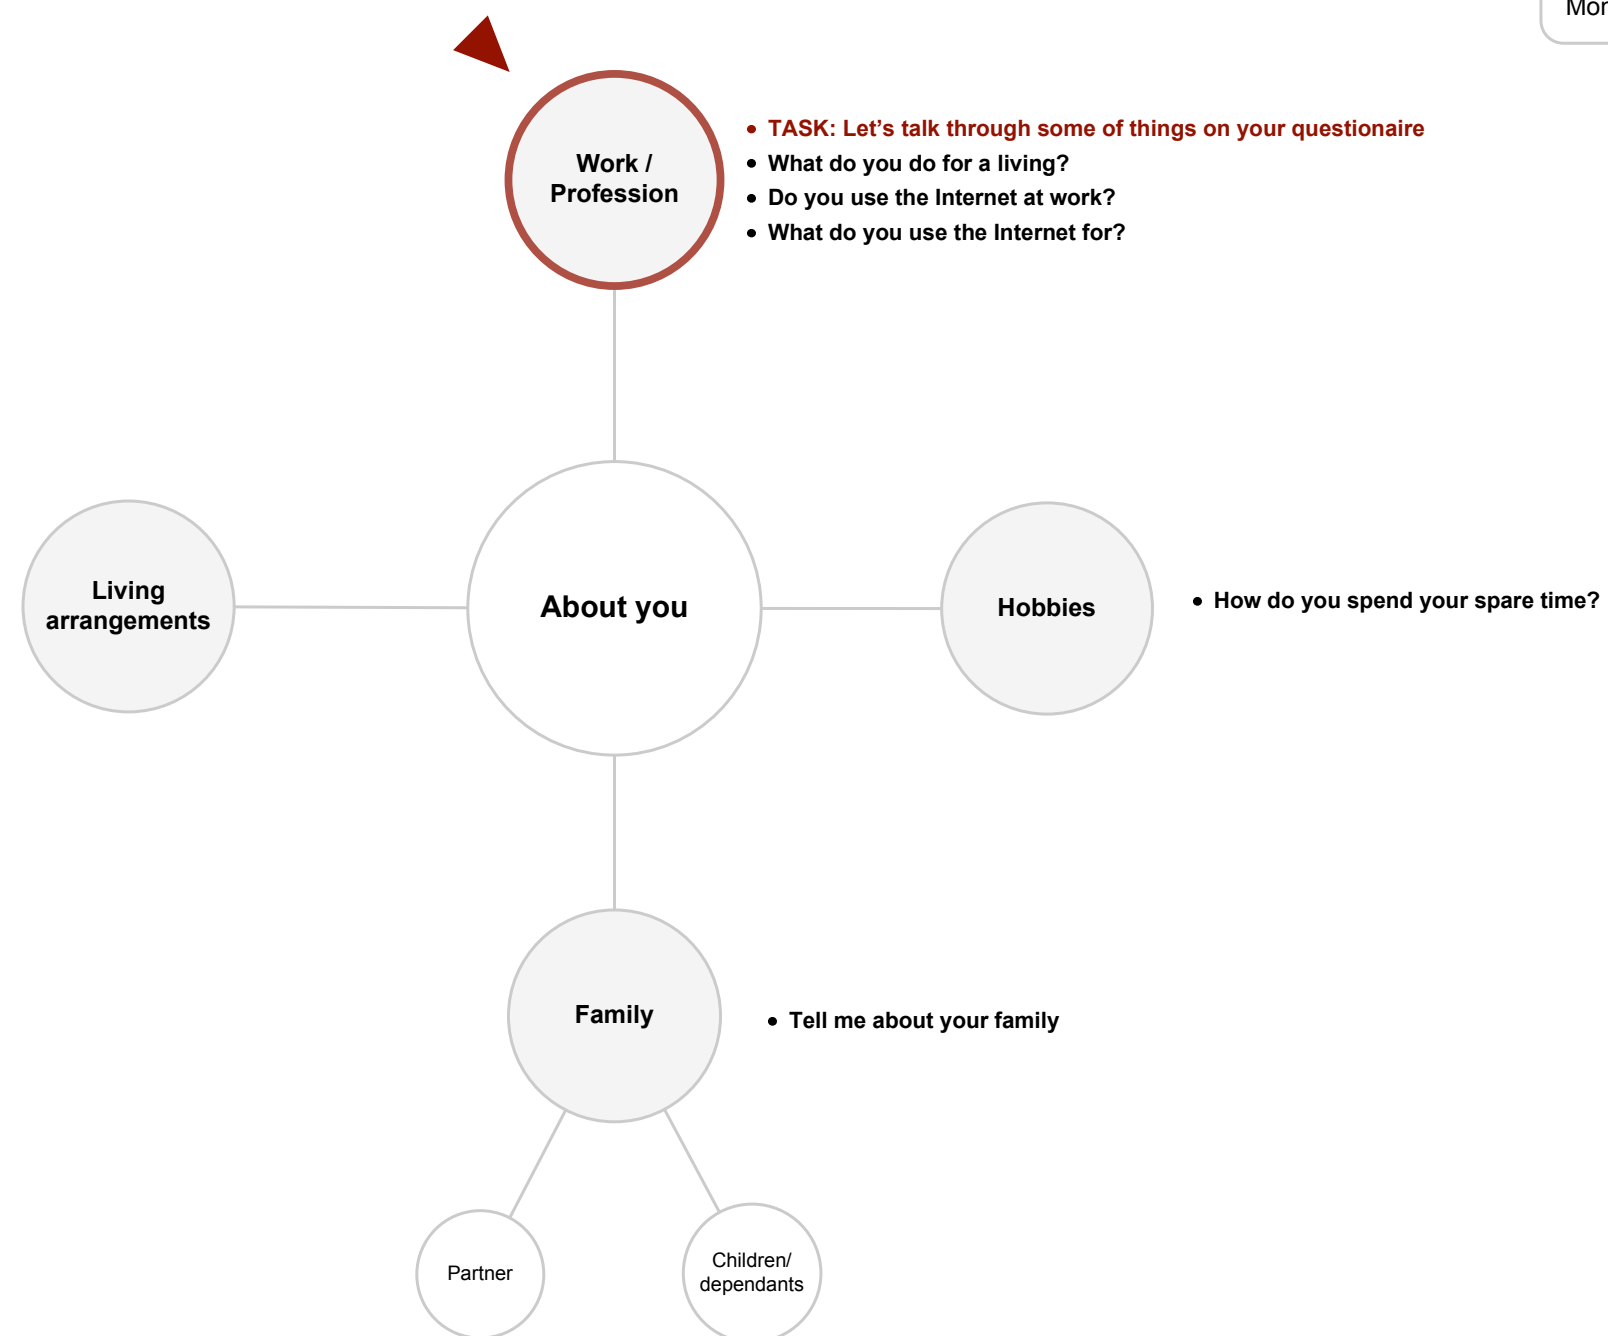 Work /
Profession
• TASK: Let's talk through some of things on your questionaire
• What do you do for a living?
• Do you use the Internet at work?
• What do you use the Internet for?
Living
arrangements
About you
Hobbies
• How do you spend your spare time?
Family
• Tell me about your family
Partner
Children/
dependants